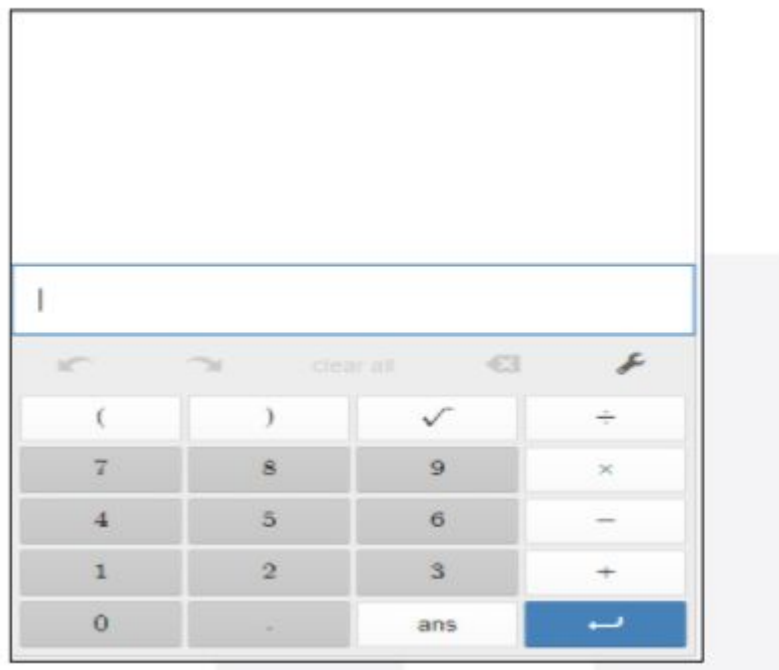 clear all
( ) √ ÷
7 8 9 ×
4 5 6 −
1 2 3 +
0 . ans